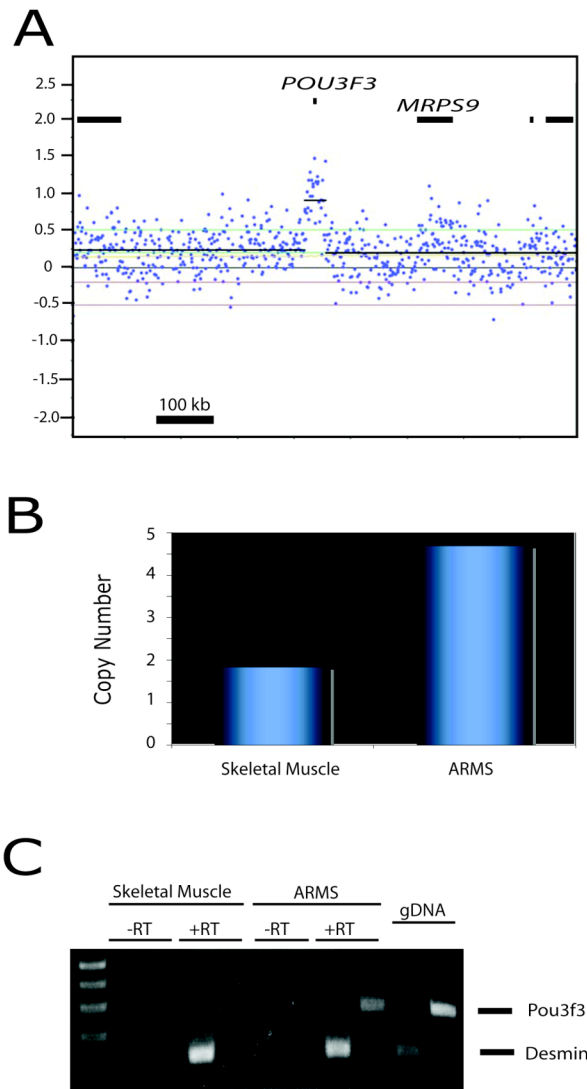 A
2.5
POU3F3
2.0
MRPS9
1.5
1.0
0.5
0
-0.5
-1.0
-1.5
100 kb
-2.0
B
5
4
3
2
1
0
Copy Number
Skeletal Muscle
ARMS
C
Skeletal Muscle
ARMS
gDNA
-RT
+RT
-RT
+RT
Pou3f3
Desmin